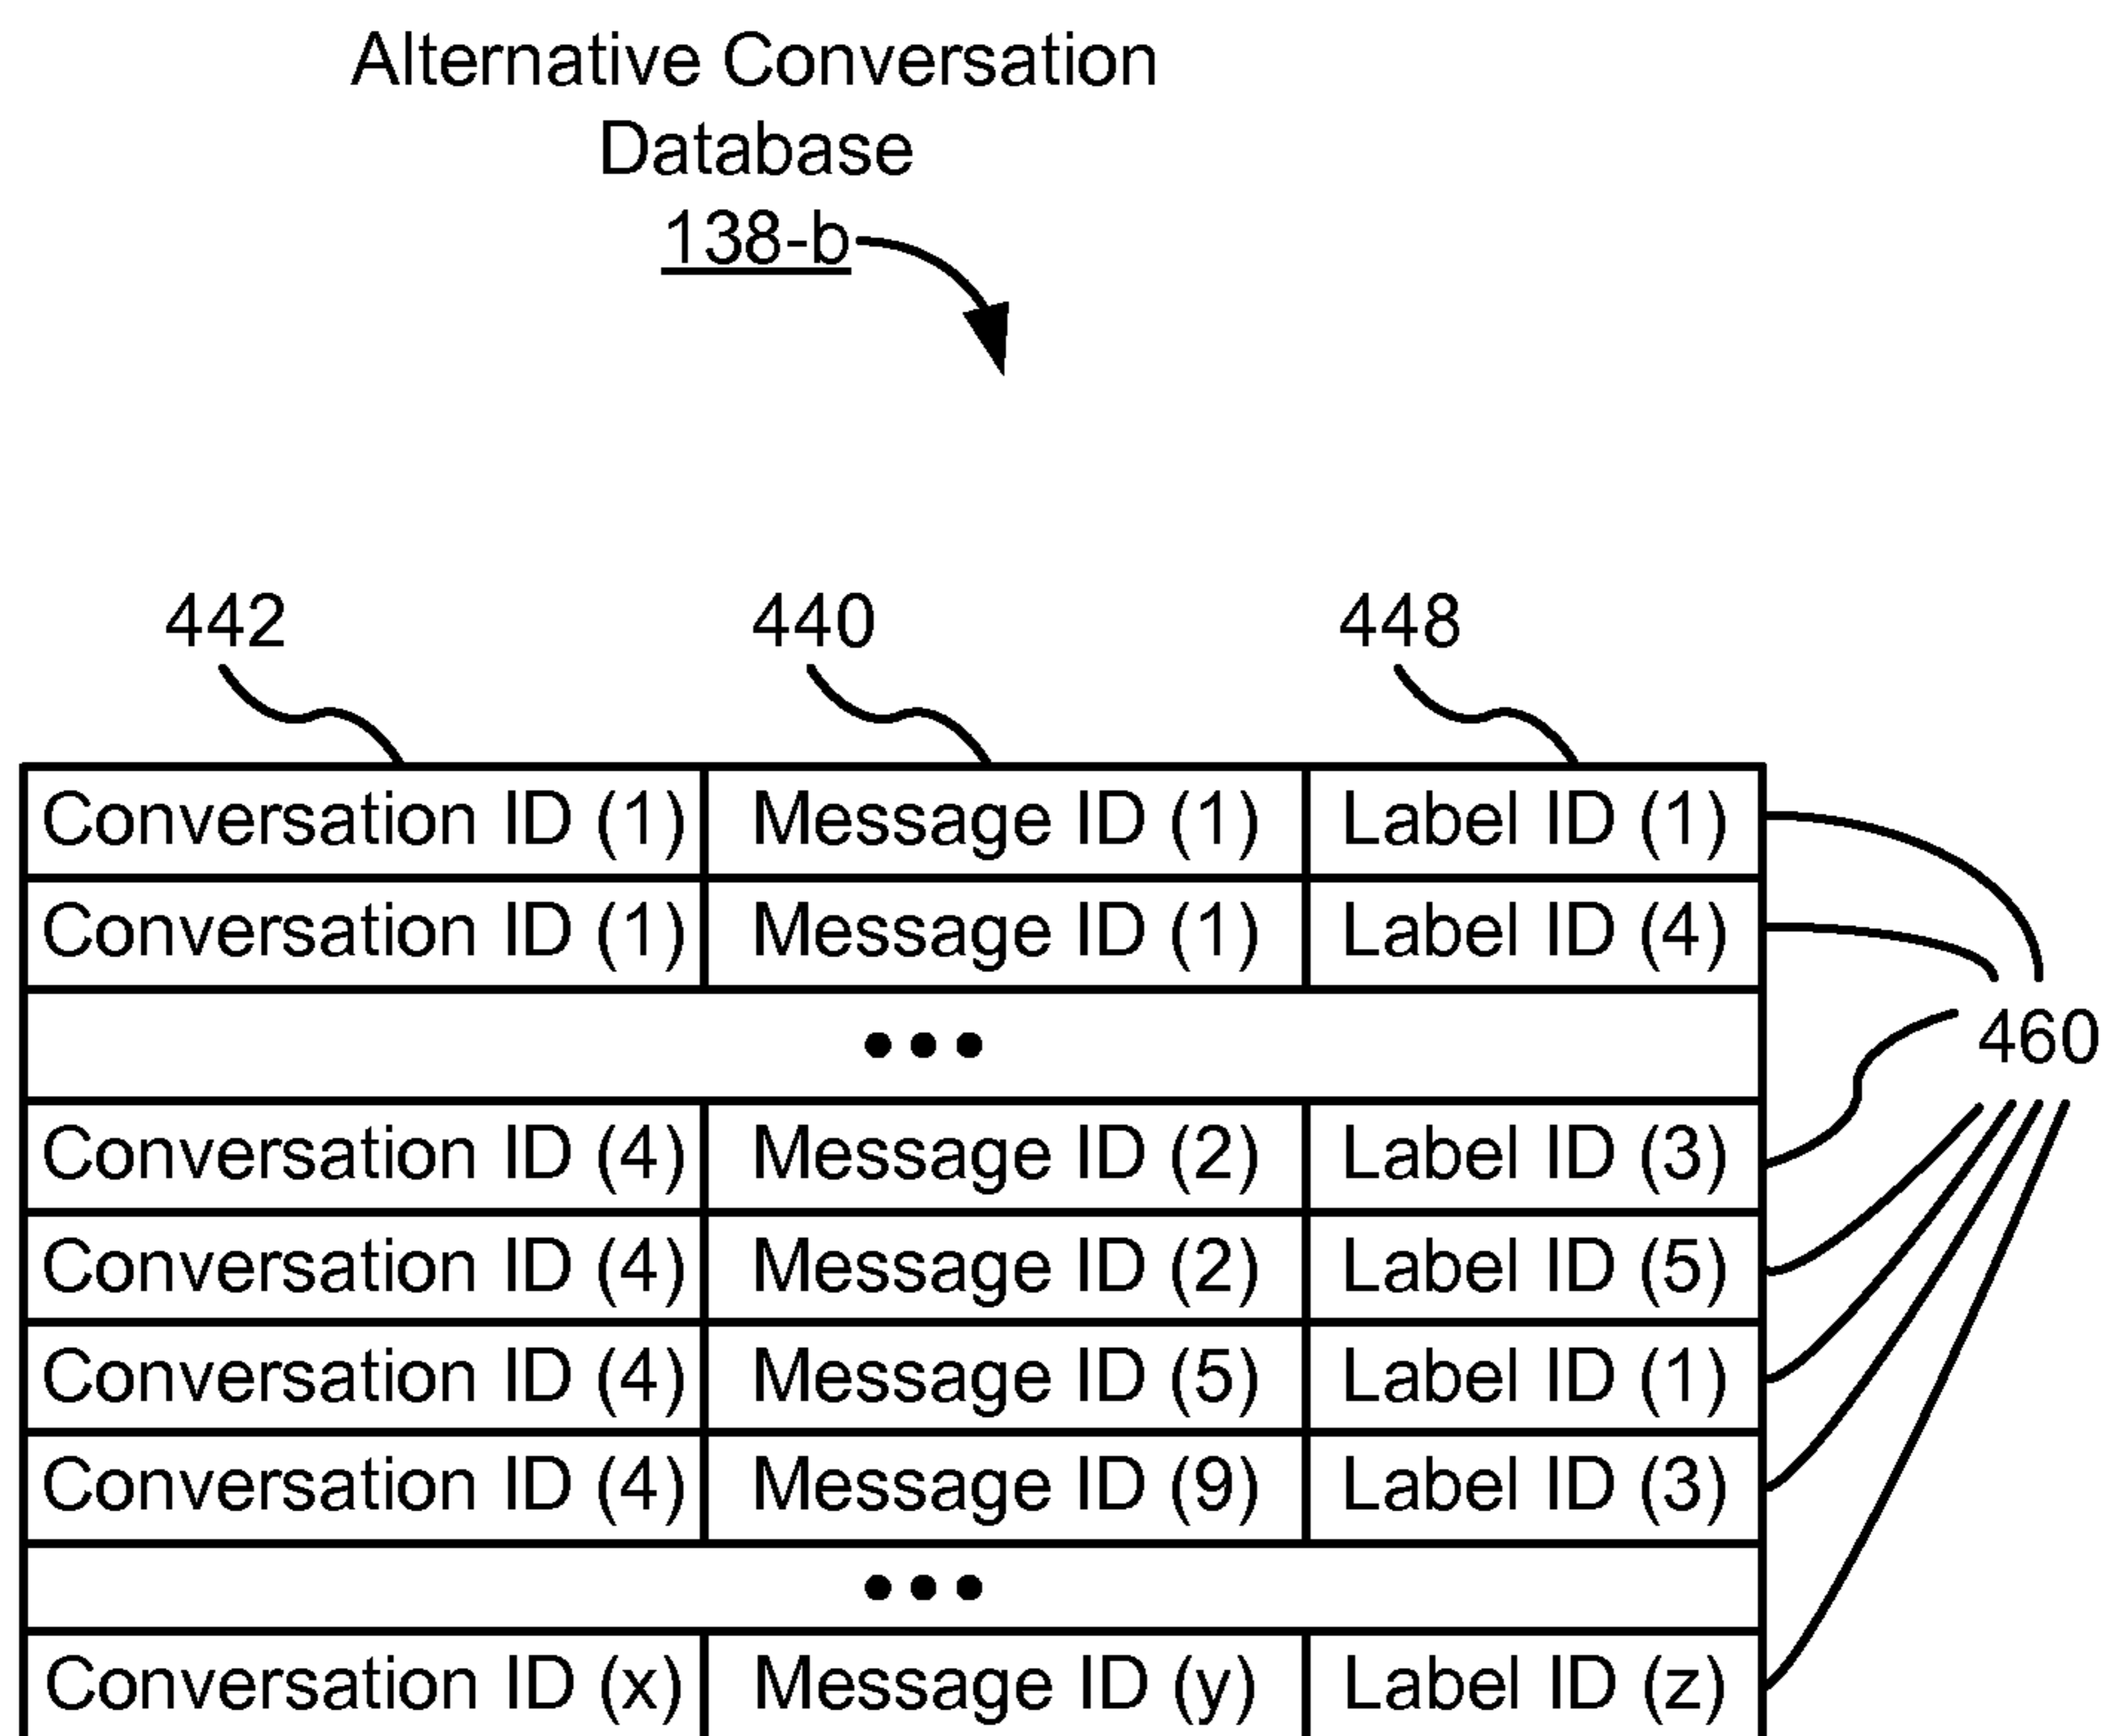 Alternative Conversation
Database
138-b
442 440 448
Conversation ID (1) Message ID (1) Label ID (1)
Conversation ID (1) Message ID (1) Label ID (4)
•••
460
Conversation ID (4) Message ID (2) Label ID (3)
Conversation ID (4) Message ID (2) Label ID (5)
Conversation ID (4) Message ID (5) Label ID (1)
Conversation ID (4) Message ID (9) Label ID (3)
•••
Conversation ID (x) Message ID (y) Label ID (z)